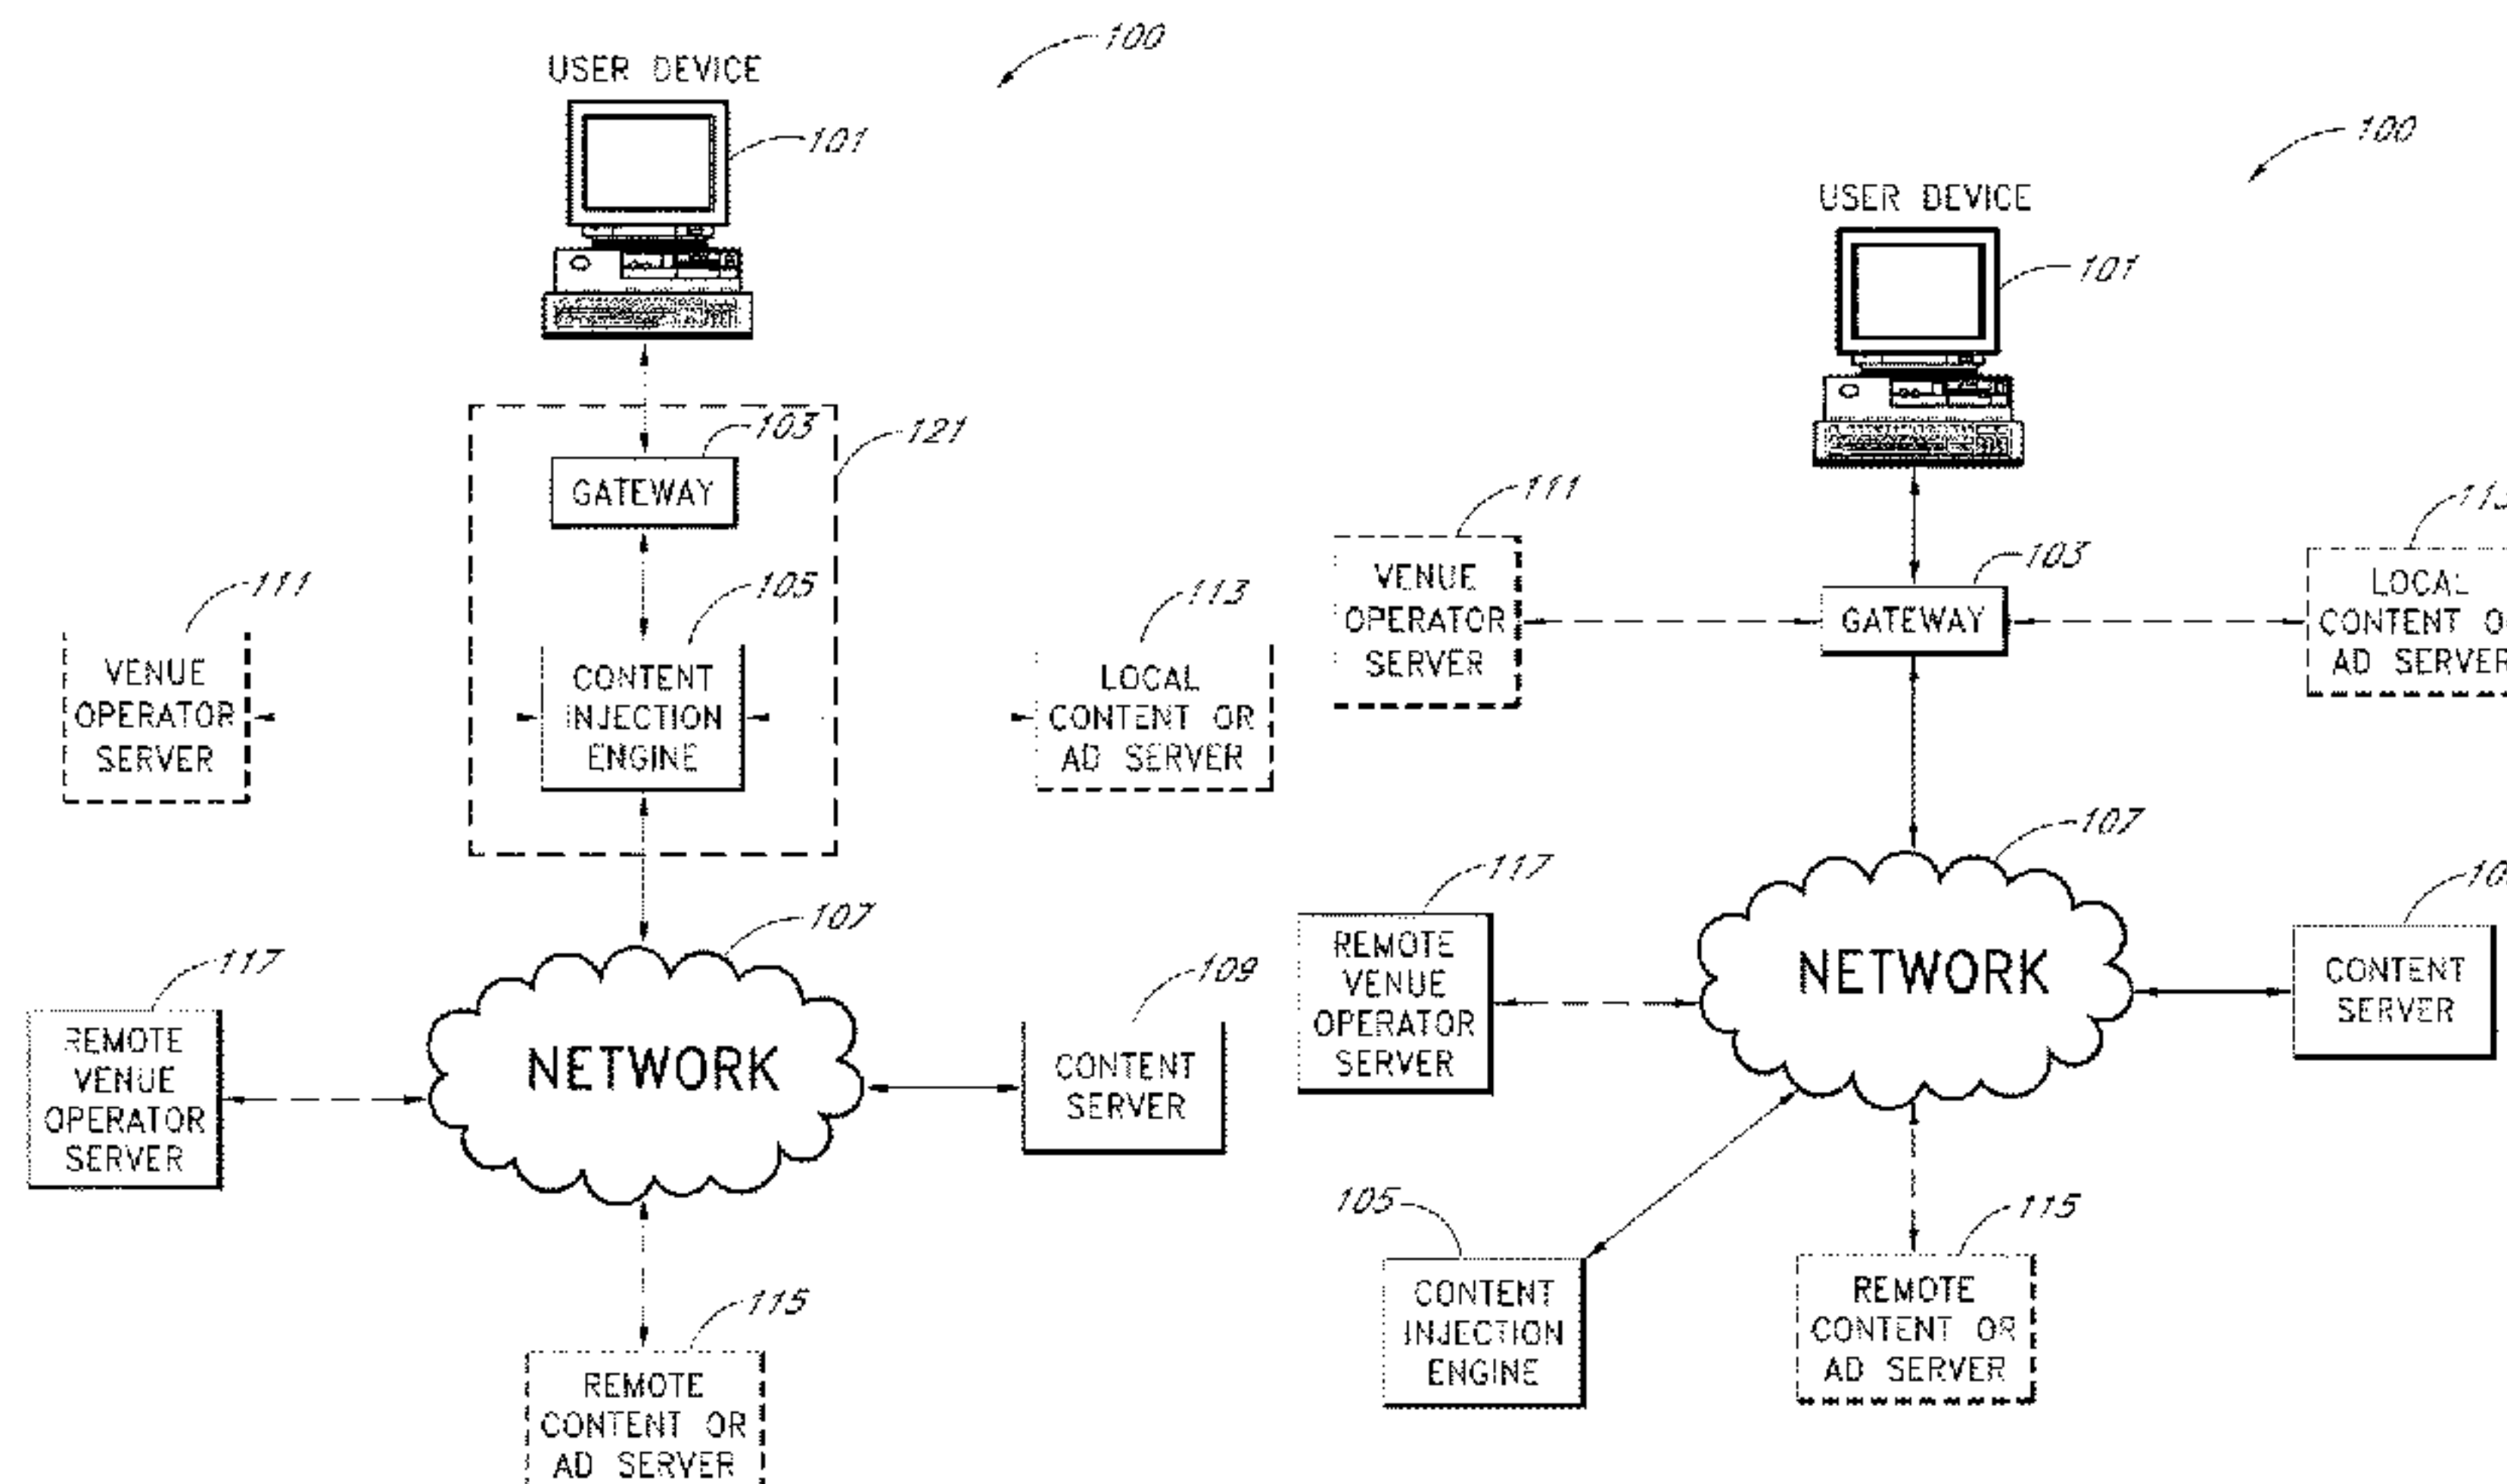 100
USER DEVICE
101
103
121
GATEWAY
111
105
113
VENUE
OPERATOR
SERVER
CONTENT
INJECTION
ENGINE
LOCAL
CONTENT OR
AD SERVER
107
117
109
REMOTE
VENUE
OPERATOR
SERVER
NETWORK
CONTENT
SERVER
115
REMOTE
CONTENT OR
AD SERVER
100
USER DEVICE
101
111
VENUE
OPERATOR
SERVER
103
GATEWAY
LOCAL
CONTENT
AD SERVER
107
117
REMOTE
VENUE
OPERATOR
SERVER
NETWORK
CONTENT
SERVER
105
115
CONTENT
INJECTION
ENGINE
REMOTE
CONTENT OR
AD SERVER